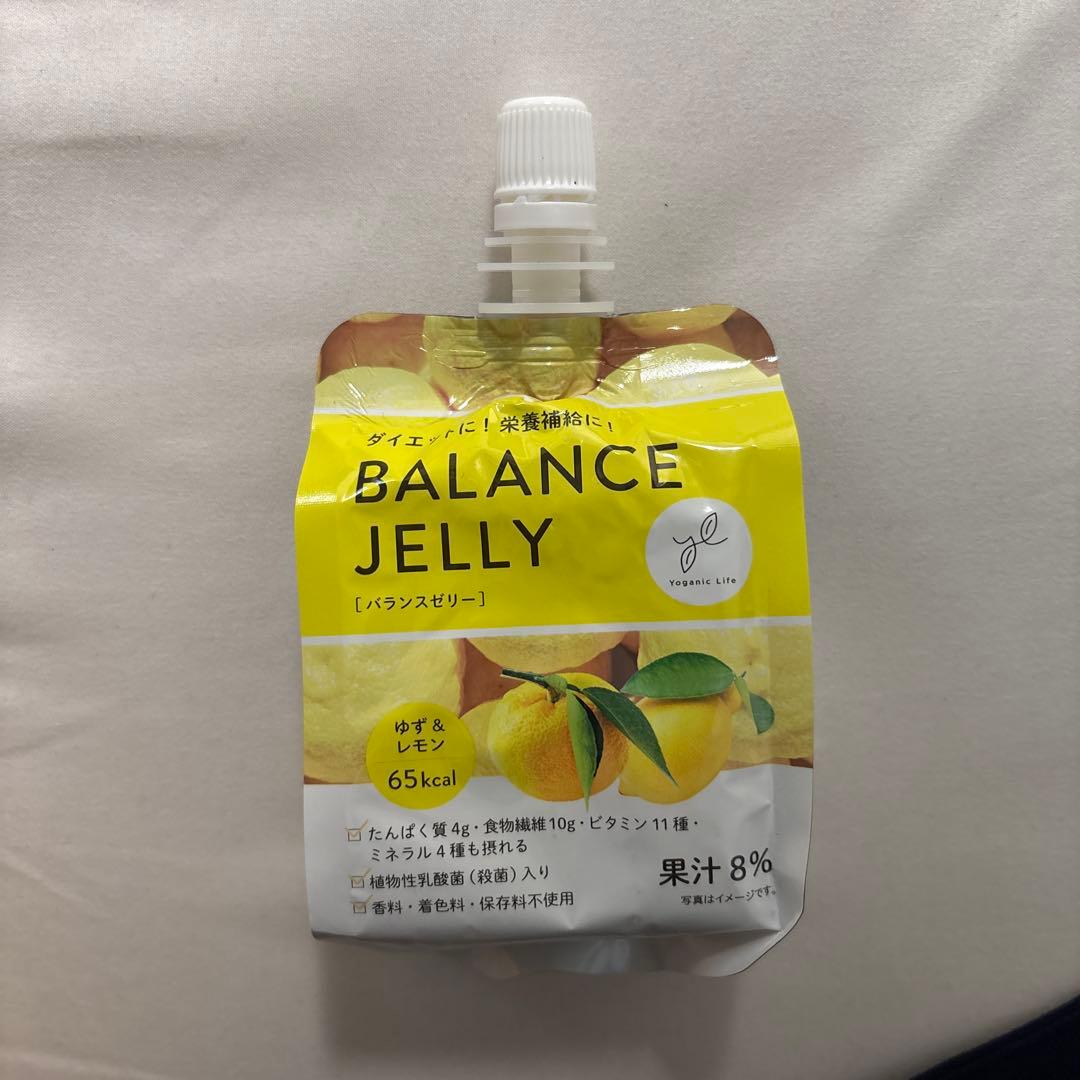 ダイエットに！栄養補給に！
BALANCE
JELLY
[バランスゼリー]
yl
Yoganic Life
ゆず&
レモン
65kcal
たんぱく質4g・食物繊維10g・ビタミン11種・
ミネラル4種も摂れる
植物性乳酸菌(殺菌)入り
香料・着色料・保存料不使用
果汁8%
写真はイメージです。